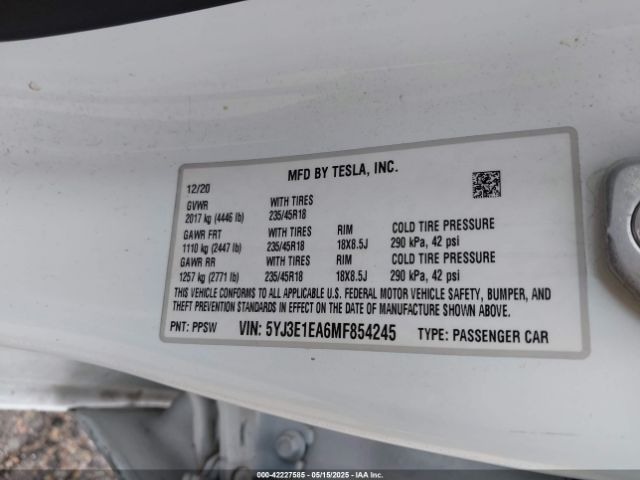 MFD BY TESLA, INC.
12/20
GVWR WITH TIRES
2017 kg (4446 lb) 235/45R18
GAWR FRT WITH TIRES RIM COLD TIRE PRESSURE
1110 kg (2447 lb) 235/45R18 18X8.5J 290 kPa, 42 psi
GAWR RR WITH TIRES RIM COLD TIRE PRESSURE
1257 kg (2771 lb) 235/45R18 18X8.5J 290 kPa, 42 psi
THIS VEHICLE CONFORMS TO ALL APPLICABLE U.S. FEDERAL MOTOR VEHICLE SAFETY, BUMPER, AND
THEFT PREVENTION STANDARDS IN EFFECT ON THE DATE OF MANUFACTURE SHOWN ABOVE.
PNT: PPSW VIN: 5YJ3E1EA6MF854245 TYPE: PASSENGER CAR
000-42227585 - 05/15/2025 - IAA Inc.